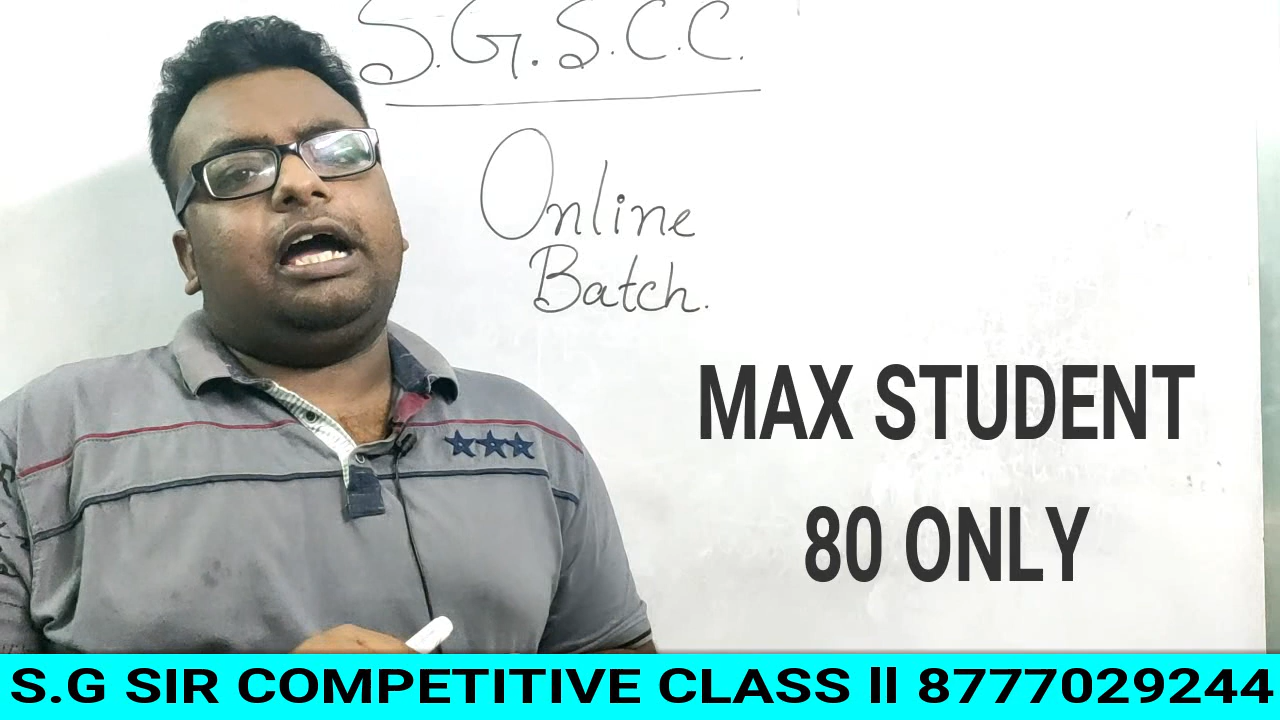 S.G.S.C.C.
Online
Batch.
MAX STUDENT
80 ONLY
S.G SIR COMPETITIVE CLASS ll 8777029244